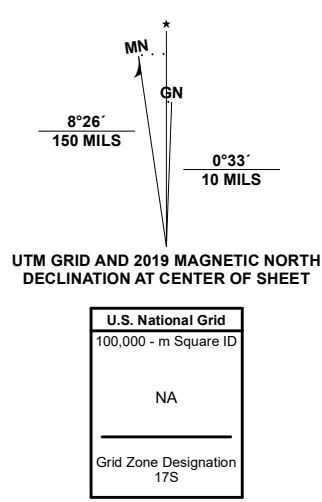 MN
GN
8°26´
150 MILS
0°33´
10 MILS
UTM GRID AND 2019 MAGNETIC NORTH
DECLINATION AT CENTER OF SHEET
U.S. National Grid
100,000 - m Square ID
NA
Grid Zone Designation
17S